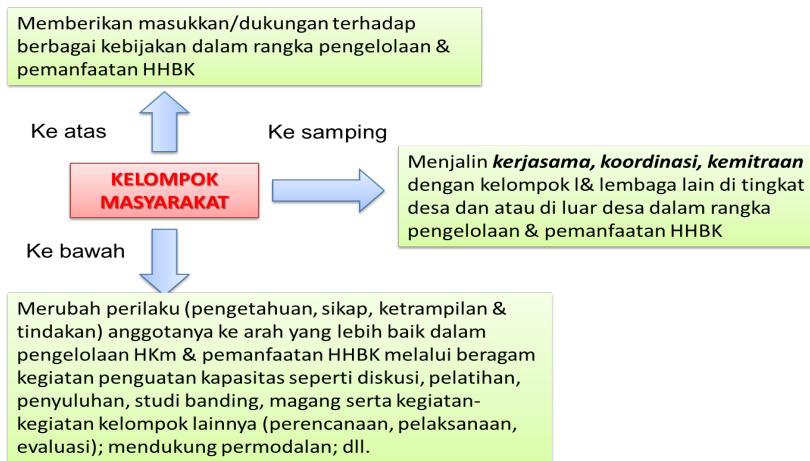 Memberikan masukkan/dukungan terhadap
berbagai kebijakan dalam rangka pengelolaan &
pemanfaatan HHBK
Ke atas
Ke samping
KELOMPOK
MASYARAKAT
Menjalin kerjasama, koordinasi, kemitraan
dengan kelompok l& lembaga lain di tingkat
desa dan atau di luar desa dalam rangka
pengelolaan & pemanfaatan HHBK
Ke bawah
Merubah perilaku (pengetahuan, sikap, ketrampilan &
tindakan) anggotanya ke arah yang lebih baik dalam
pengelolaan HKm & pemanfaatan HHBK melalui beragam
kegiatan penguatan kapasitas seperti diskusi, pelatihan,
penyuluhan, studi banding, magang serta kegiatan-
kegiatan kelompok lainnya (perencanaan, pelaksanaan,
evaluasi); mendukung permodalan; dll.